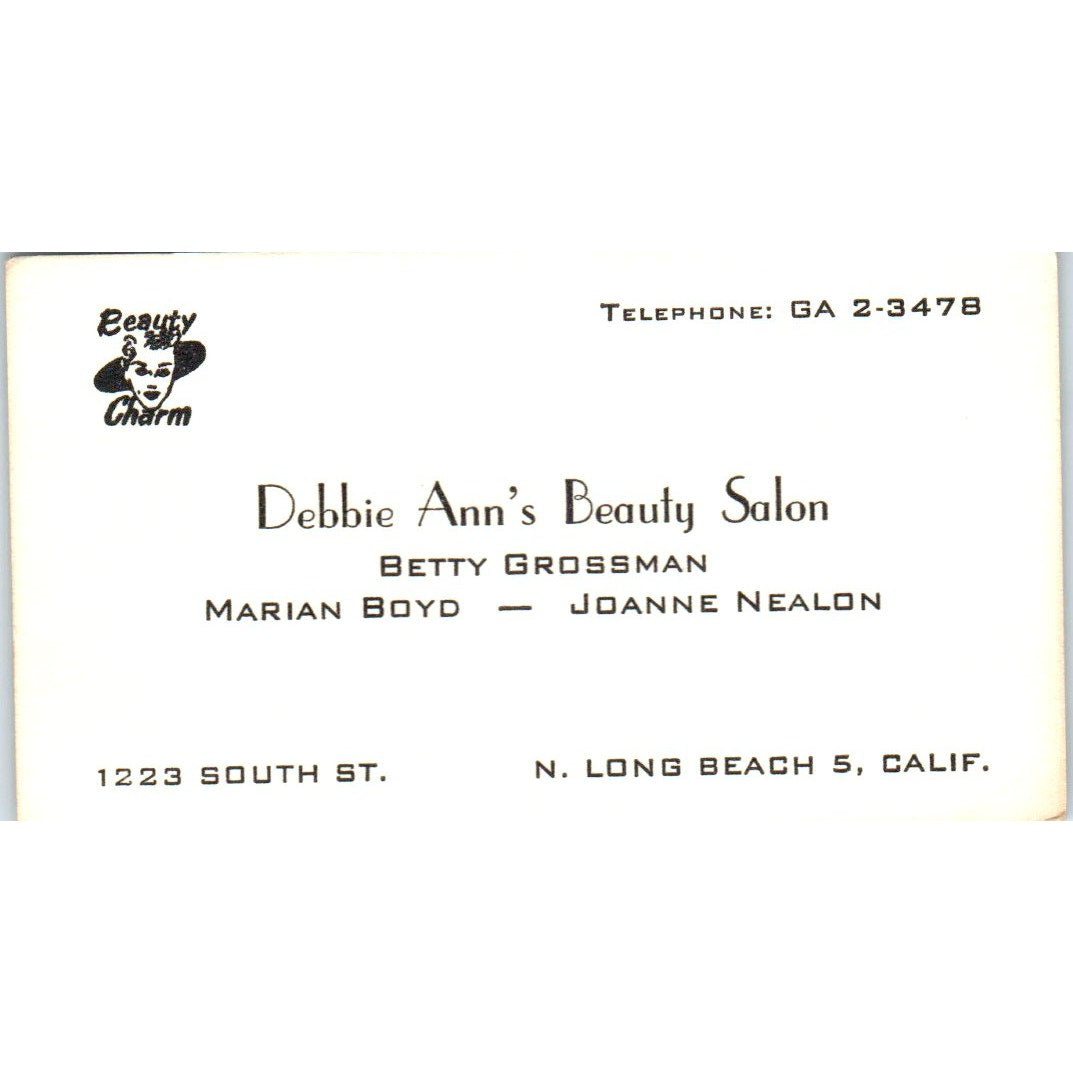 Beauty
Charm
Telephone: GA 2-3478
Debbie Ann's Beauty Salon
Betty Grossman
Marian Boyd — Joanne Nealon
1223 SOUTH ST. N. LONG BEACH 5, CALIF.